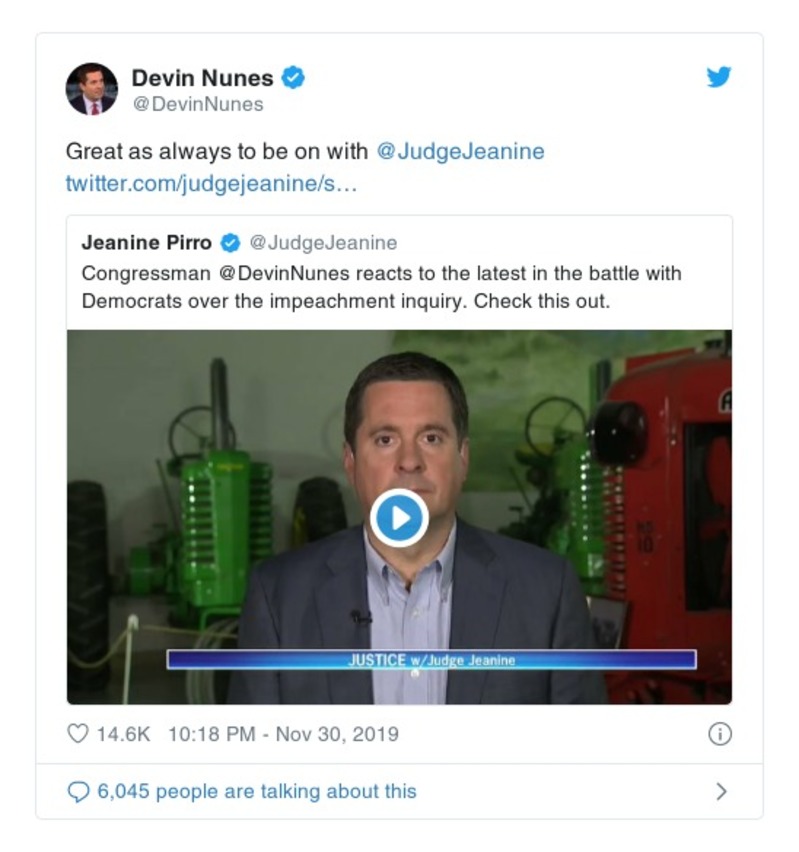 Devin Nunes
@DevinNunes
Great as always to be on with @JudgeJeanine
twitter.com/judgejeanine/s…
Jeanine Pirro @JudgeJeanine
Congressman @DevinNunes reacts to the latest in the battle with
Democrats over the impeachment inquiry. Check this out.
JUSTICE w/Judge Jeanine
14.6K 10:18 PM - Nov 30, 2019
6,045 people are talking about this